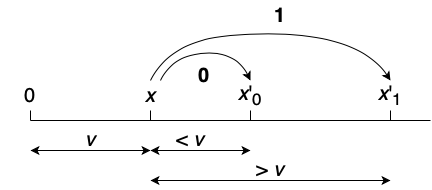 1
0
0 x x'₀ x'₁
v < v
> v